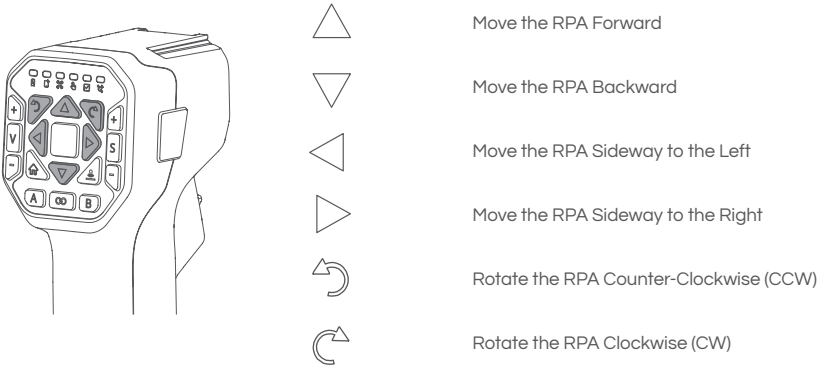 Move the RPA Forward
Move the RPA Backward
+ +
V S
Move the RPA Sideway to the Left
- -
A B
Move the RPA Sideway to the Right
Rotate the RPA Counter-Clockwise (CCW)
Rotate the RPA Clockwise (CW)